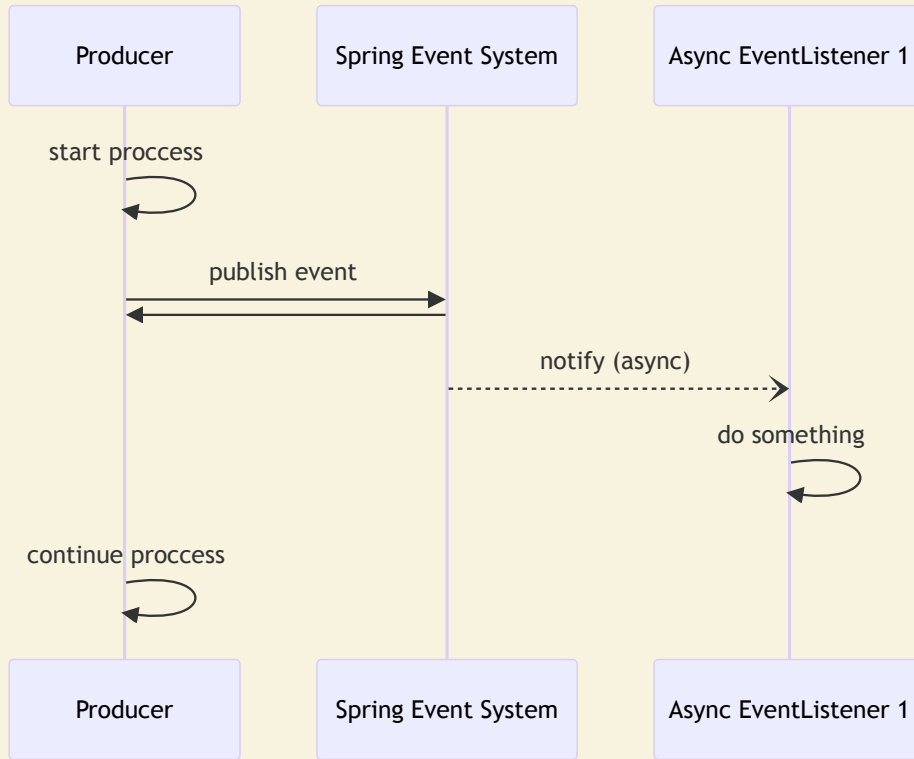 Producer
Spring Event System
Async EventListener 1
start proccess
publish event
notify (async)
do something
continue proccess
Producer
Spring Event System
Async EventListener 1